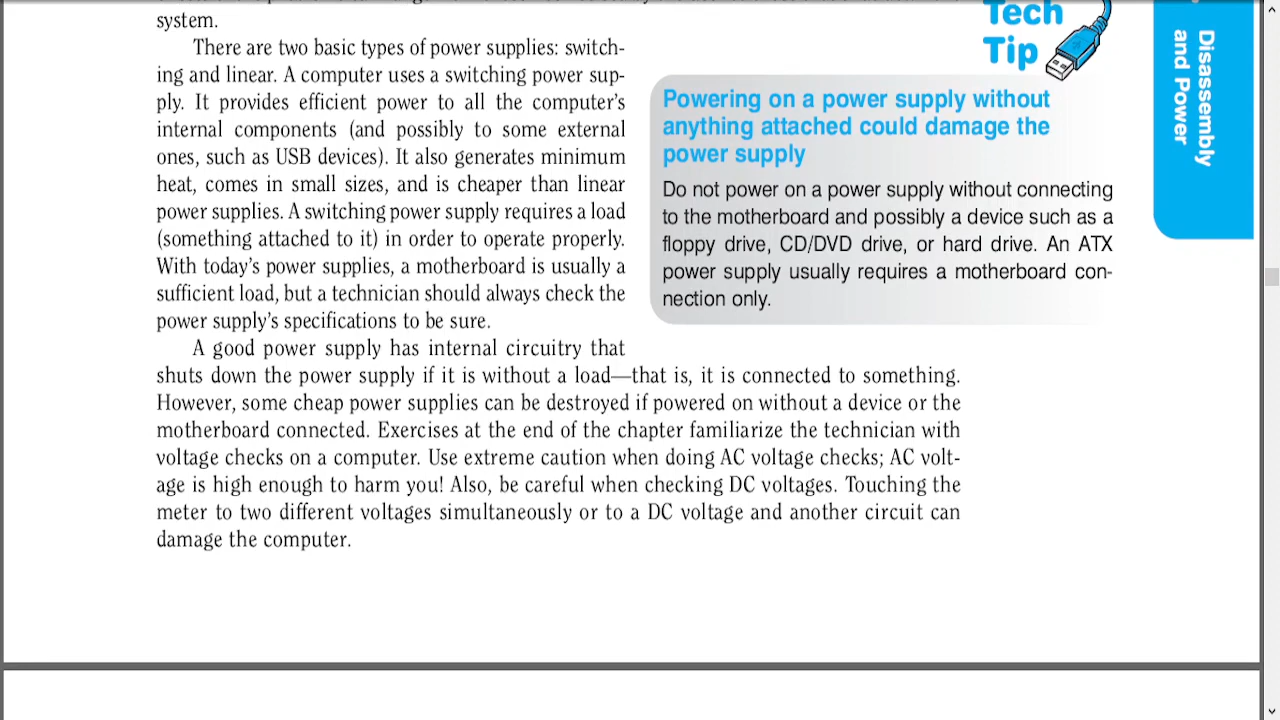 system.
There are two basic types of power supplies: switch-
ing and linear. A computer uses a switching power sup-
ply. It provides efficient power to all the computer's
internal components (and possibly to some external
ones, such as USB devices). It also generates minimum
heat, comes in small sizes, and is cheaper than linear
power supplies. A switching power supply requires a load
(something attached to it) in order to operate properly.
With today's power supplies, a motherboard is usually a
sufficient load, but a technician should always check the
power supply's specifications to be sure.
A good power supply has internal circuitry that
shuts down the power supply if it is without a load—that is, it is connected to something.
However, some cheap power supplies can be destroyed if powered on without a device or the
motherboard connected. Exercises at the end of the chapter familiarize the technician with
voltage checks on a computer. Use extreme caution when doing AC voltage checks; AC volt-
age is high enough to harm you! Also, be careful when checking DC voltages. Touching the
meter to two different voltages simultaneously or to a DC voltage and another circuit can
damage the computer.
Tech
Tip
Powering on a power supply without
anything attached could damage the
power supply
Do not power on a power supply without connecting
to the motherboard and possibly a device such as a
floppy drive, CD/DVD drive, or hard drive. An ATX
power supply usually requires a motherboard con-
nection only.
Disassembly
and Power